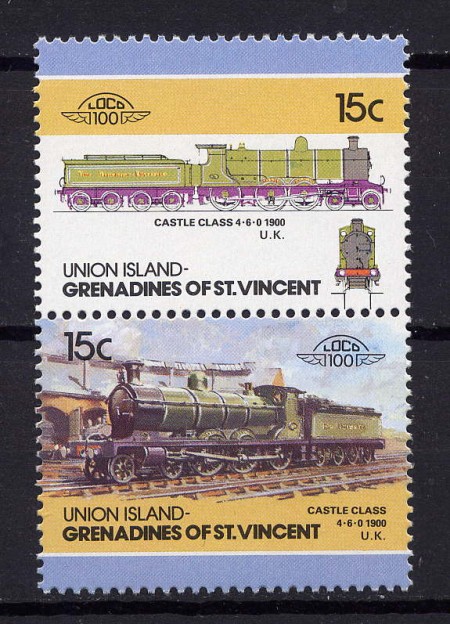 LOCO
100
15c
CASTLE CLASS 4·6·0 1900
U.K.
UNION ISLAND-
GRENADINES OF ST. VINCENT
15c
LOCO
100
UNION ISLAND-
GRENADINES OF ST. VINCENT
CASTLE CLASS
4·6·0 1900
U.K.